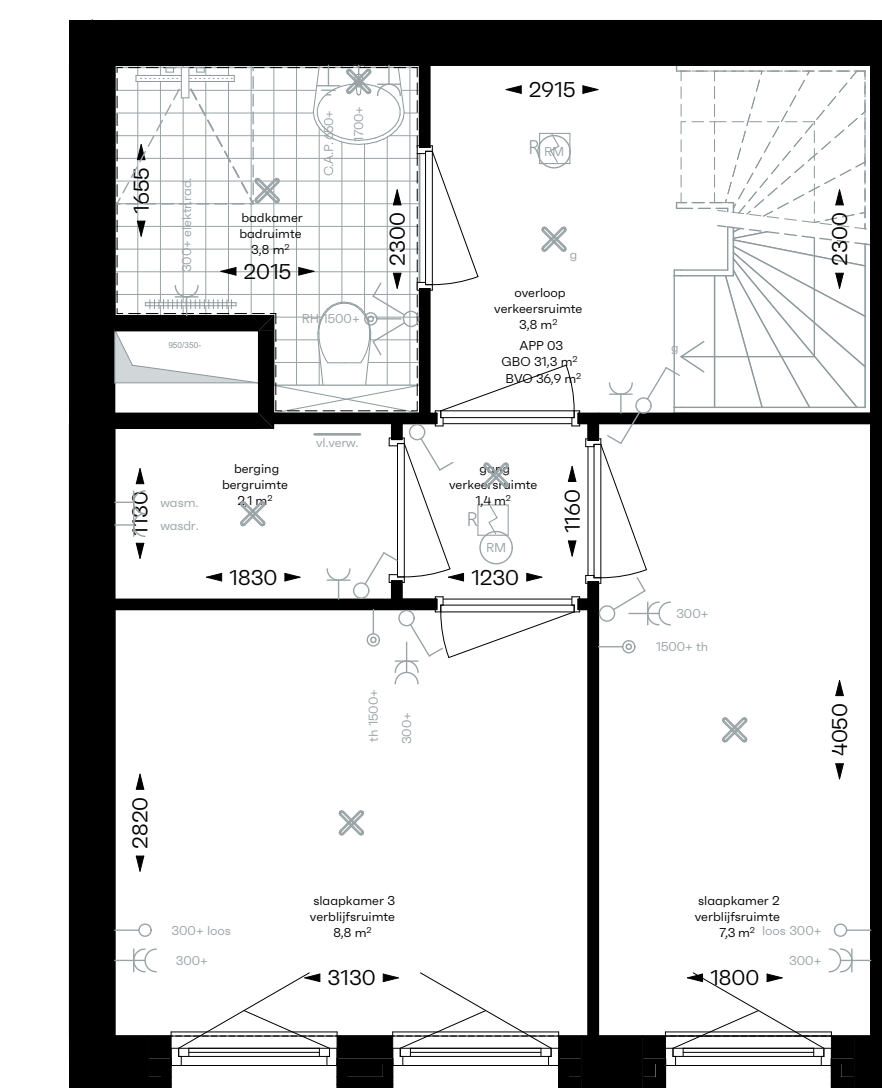 2915
C.A.P. 650+
1700+
R
RM
1655
300+ elektr.rad.
badkamer
badruimte
3,8 m²
2015
2300
2300
g
overloop
verkeersruimte
3,8 m²
RH 1500+
APP 03
GBO 31,3 m²
BVO 36,9 m²
950/350-
g
vl.verw.
berging
bergruimte
2,1 m²
wasm.
wasdr.
1130
1830
gang
verkeersruimte
1,4 m²
R
RM
1160
1230
300+
1500+ th
th 1500+
300+
4050
2820
slaapkamer 3
verblijfsruimte
8,8 m²
300+ loos
300+
3130
slaapkamer 2
verblijfsruimte
7,3 m²
loos 300+
300+
1800